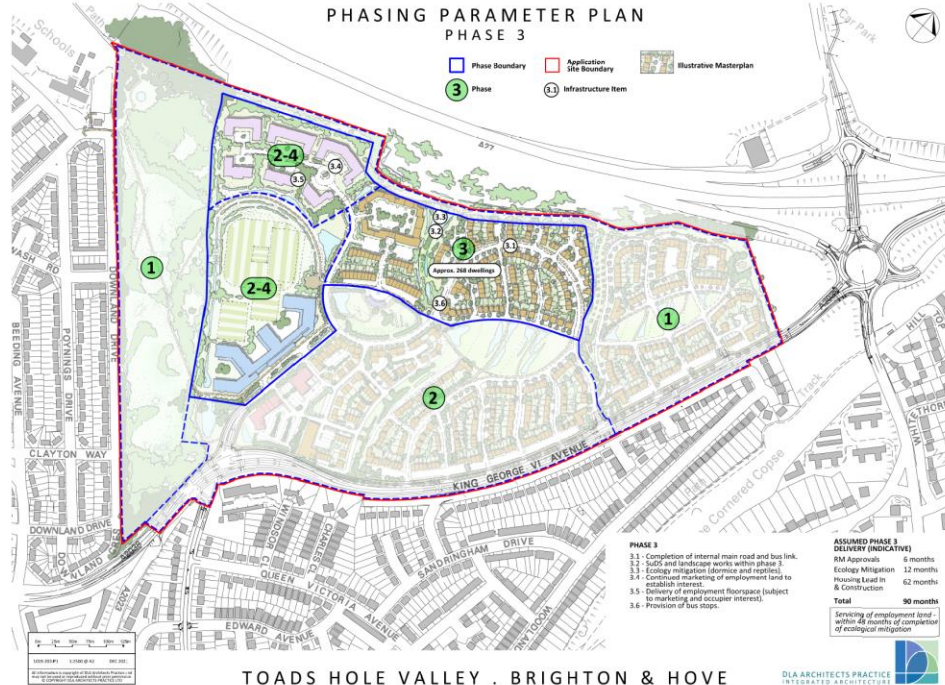 PHASING PARAMETER PLAN
PHASE 3
Phase Boundary
Application
Site Boundary
Illustrative Masterplan
3
Phase
3.1
Infrastructure Item
Schools
Path
Car Park
A27
2-4
3.4
3.5
3.3
3.2
3
3.1
Approx. 268 dwellings
3.6
1
2-4
1
2
DOWNLAND DRIVE
POYNINGS DRIVE
BEEDING AVENUE
CLAYTON WAY
DOWNLAND DRIVE
KING GEORGE VI AVENUE
Track
HILL
SANDRINGHAM DRIVE
WINDSOR
QUEEN VICTORIA AVENUE
EDWARD AVENUE
A2023
PHASE 3
3.1 - Completion of internal main road and bus link.
3.2 - SuDS and landscape works within phase 3.
3.3 - Ecology mitigation (dormice and reptiles).
3.4 - Continued marketing of employment land to
establish interest.
3.5 - Delivery of employment floorspace (subject
to marketing and occupier interest).
3.6 - Provision of bus stops.
ASSUMED PHASE 3
DELIVERY (INDICATIVE)
RM Approvals 6 months
Ecology Mitigation 12 months
Housing Lead In
& Construction 62 months
Total 90 months
Servicing of employment land -
within 48 months of completion
of ecological mitigation
TOADS HOLE VALLEY . BRIGHTON & HOVE
DLA ARCHITECTS PRACTICE
INTEGRATED ARCHITECTURE